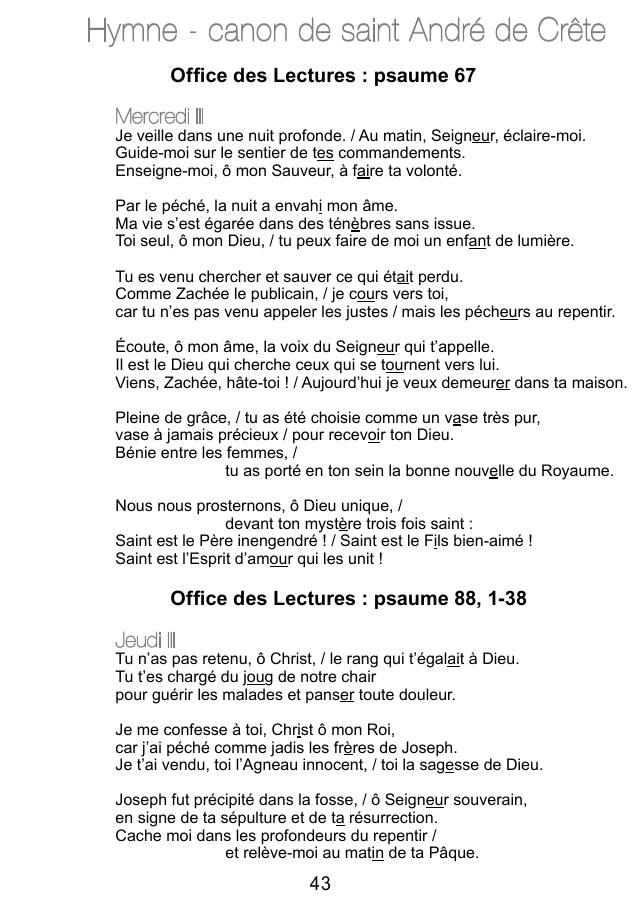 Hymne - canon de saint André de Crête
Office des Lectures : psaume 67
Mercredi III
Je veille dans une nuit profonde. / Au matin, Seigneur, éclaire-moi.
Guide-moi sur le sentier de tes commandements.
Enseigne-moi, ô mon Sauveur, à faire ta volonté.
Par le péché, la nuit a envahi mon âme.
Ma vie s'est égarée dans des ténèbres sans issue.
Toi seul, ô mon Dieu, / tu peux faire de moi un enfant de lumière.
Tu es venu chercher et sauver ce qui était perdu.
Comme Zachée le publicain, / je cours vers toi,
car tu n'es pas venu appeler les justes / mais les pécheurs au repentir.
Écoute, ô mon âme, la voix du Seigneur qui t'appelle.
Il est le Dieu qui cherche ceux qui se tournent vers lui.
Viens, Zachée, hâte-toi ! / Aujourd'hui je veux demeurer dans ta maison.
Pleine de grâce, / tu as été choisie comme un vase très pur,
vase à jamais précieux / pour recevoir ton Dieu.
Bénie entre les femmes, /
tu as porté en ton sein la bonne nouvelle du Royaume.
Nous nous prosternons, ô Dieu unique, /
devant ton mystère trois fois saint :
Saint est le Père inengendré ! / Saint est le Fils bien-aimé !
Saint est l'Esprit d'amour qui les unit !
Office des Lectures : psaume 88, 1-38
Jeudi III
Tu n'as pas retenu, ô Christ, / le rang qui t'égalait à Dieu.
Tu t'es chargé du joug de notre chair
pour guérir les malades et panser toute douleur.
Je me confesse à toi, Christ ô mon Roi,
car j'ai péché comme jadis les frères de Joseph.
Je t'ai vendu, toi l'Agneau innocent, / toi la sagesse de Dieu.
Joseph fut précipité dans la fosse, / ô Seigneur souverain,
en signe de ta sépulture et de ta résurrection.
Cache moi dans les profondeurs du repentir /
et relève-moi au matin de ta Pâque.
43